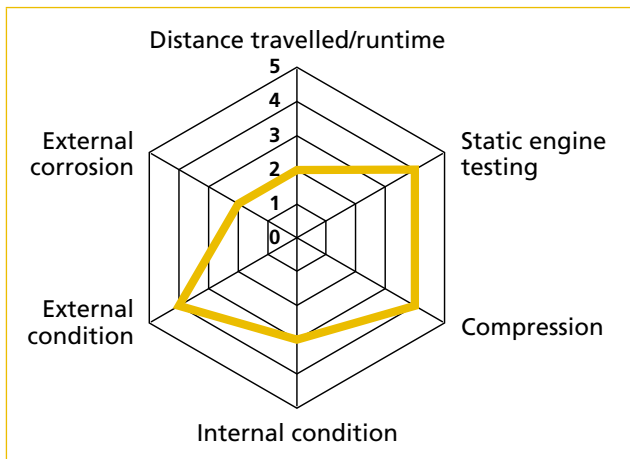 Distance travelled/runtime
5
4
3
2
1
0
External
corrosion
Static engine
testing
External
condition
Compression
Internal condition